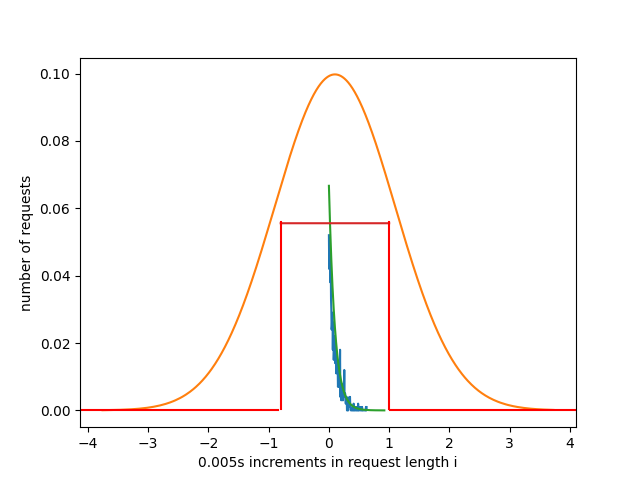 0.10
0.08
0.06
0.04
0.02
0.00
number of requests
−4 −3 −2 −1 0 1 2 3 4
0.005s increments in request length i